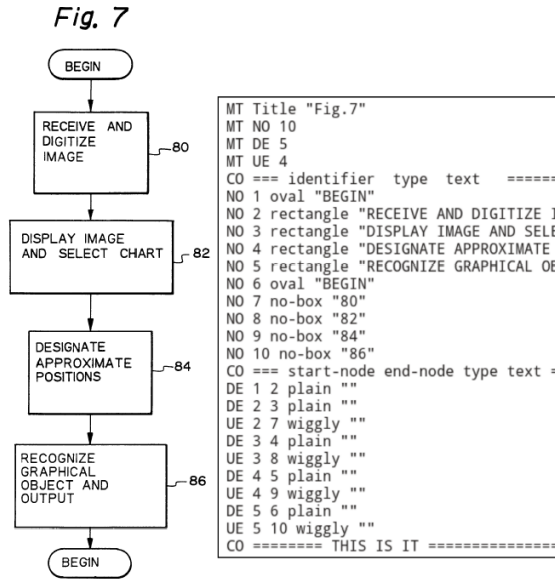 Fig. 7
BEGIN
RECEIVE AND
DIGITIZE
IMAGE
80
DISPLAY IMAGE
AND SELECT CHART
82
DESIGNATE
APPROXIMATE
POSITIONS
84
RECOGNIZE
GRAPHICAL
OBJECT AND
OUTPUT
86
BEGIN
MT Title "Fig.7"
MT NO 10
MT DE 5
MT UE 4
CO === identifier type text ======
NO 1 oval "BEGIN"
NO 2 rectangle "RECEIVE AND DIGITIZE
NO 3 rectangle "DISPLAY IMAGE AND
NO 4 rectangle "DESIGNATE APPROXIMATE
NO 5 rectangle "RECOGNIZE GRAPHICAL
NO 6 oval "BEGIN"
NO 7 no-box "80"
NO 8 no-box "82"
NO 9 no-box "84"
NO 10 no-box "86"
CO === start-node end-node type text =
DE 1 2 plain ""
DE 2 3 plain ""
UE 2 7 wiggly ""
DE 3 4 plain ""
UE 3 8 wiggly ""
DE 4 5 plain ""
UE 4 9 wiggly ""
DE 5 6 plain ""
UE 5 10 wiggly ""
CO ======== THIS IS IT ================